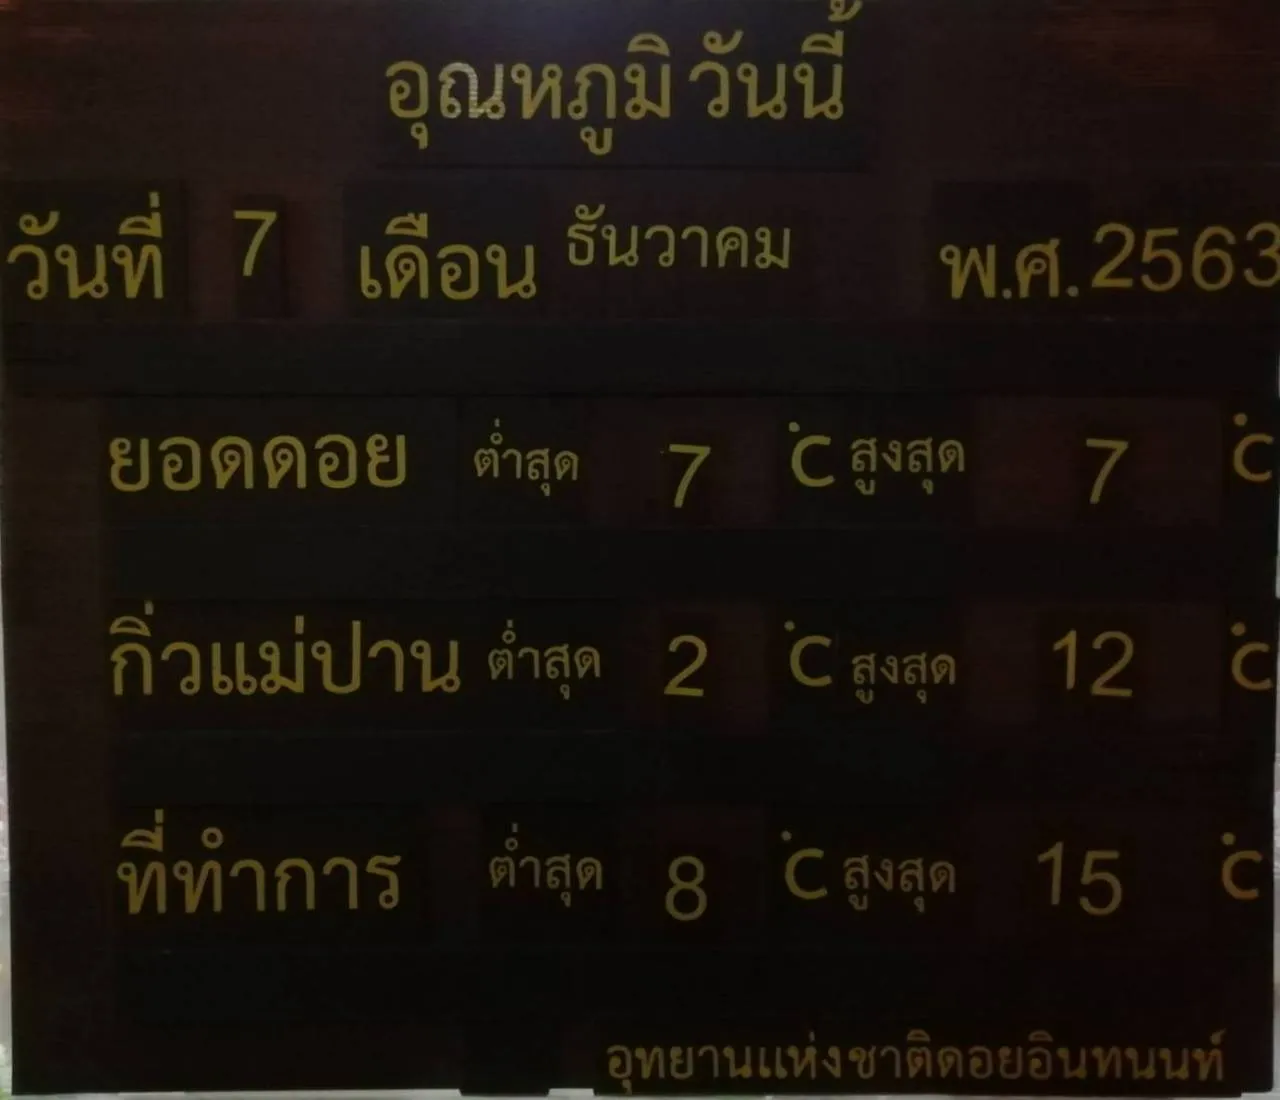 อุณหภูมิวันนี้
วันที่ 7 เดือน ธันวาคม พ.ศ. 2563
ยอดดอย ต่ำสุด 7 °C สูงสุด 7 °C
กิ่วแม่ปาน ต่ำสุด 2 °C สูงสุด 12 °C
ที่ทำการ ต่ำสุด 8 °C สูงสุด 15 °C
อุทยานแห่งชาติดอยอินทนนท์